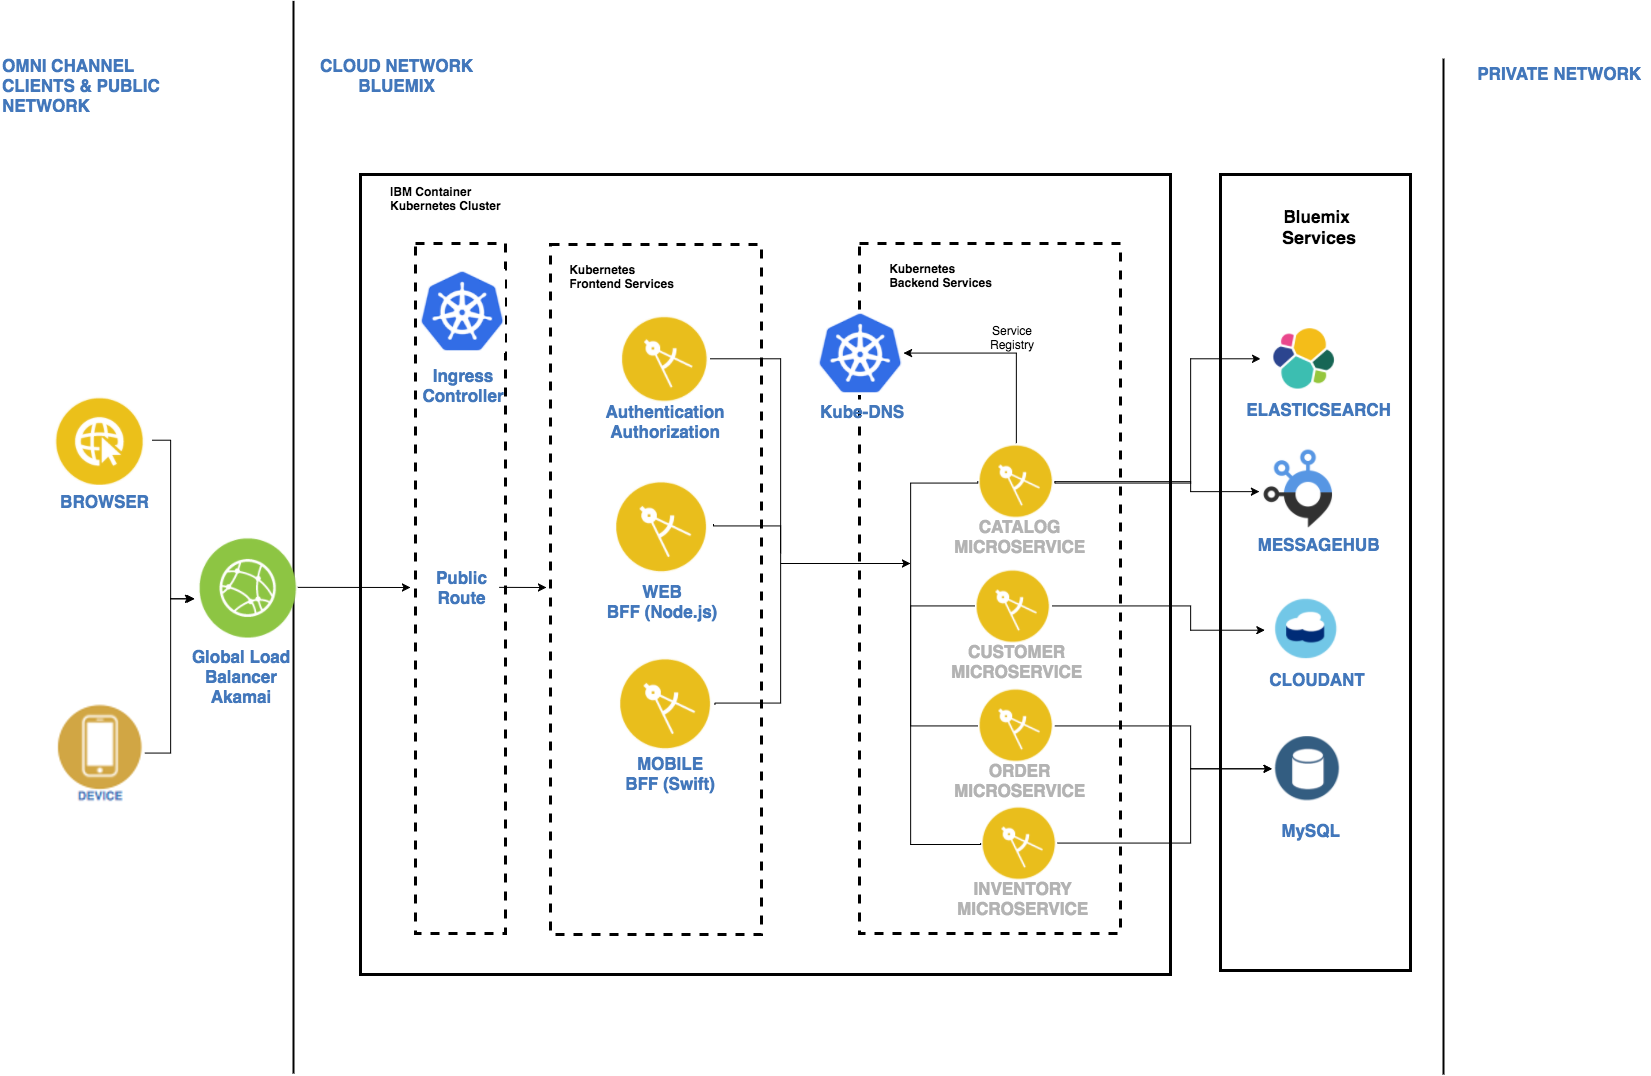 OMNI CHANNEL
CLIENTS & PUBLIC
NETWORK
CLOUD NETWORK
BLUEMIX
PRIVATE NETWORK
IBM Container
Kubernetes Cluster
Ingress
Controller
Public
Route
Kubernetes
Frontend Services
Authentication
Authorization
WEB
BFF (Node.js)
MOBILE
BFF (Swift)
Kubernetes
Backend Services
Service
Registry
Kube-DNS
CATALOG
MICROSERVICE
CUSTOMER
MICROSERVICE
ORDER
MICROSERVICE
INVENTORY
MICROSERVICE
Bluemix
Services
ELASTICSEARCH
MESSAGEHUB
CLOUDANT
MySQL
BROWSER
Global Load
Balancer
Akamai
DEVICE